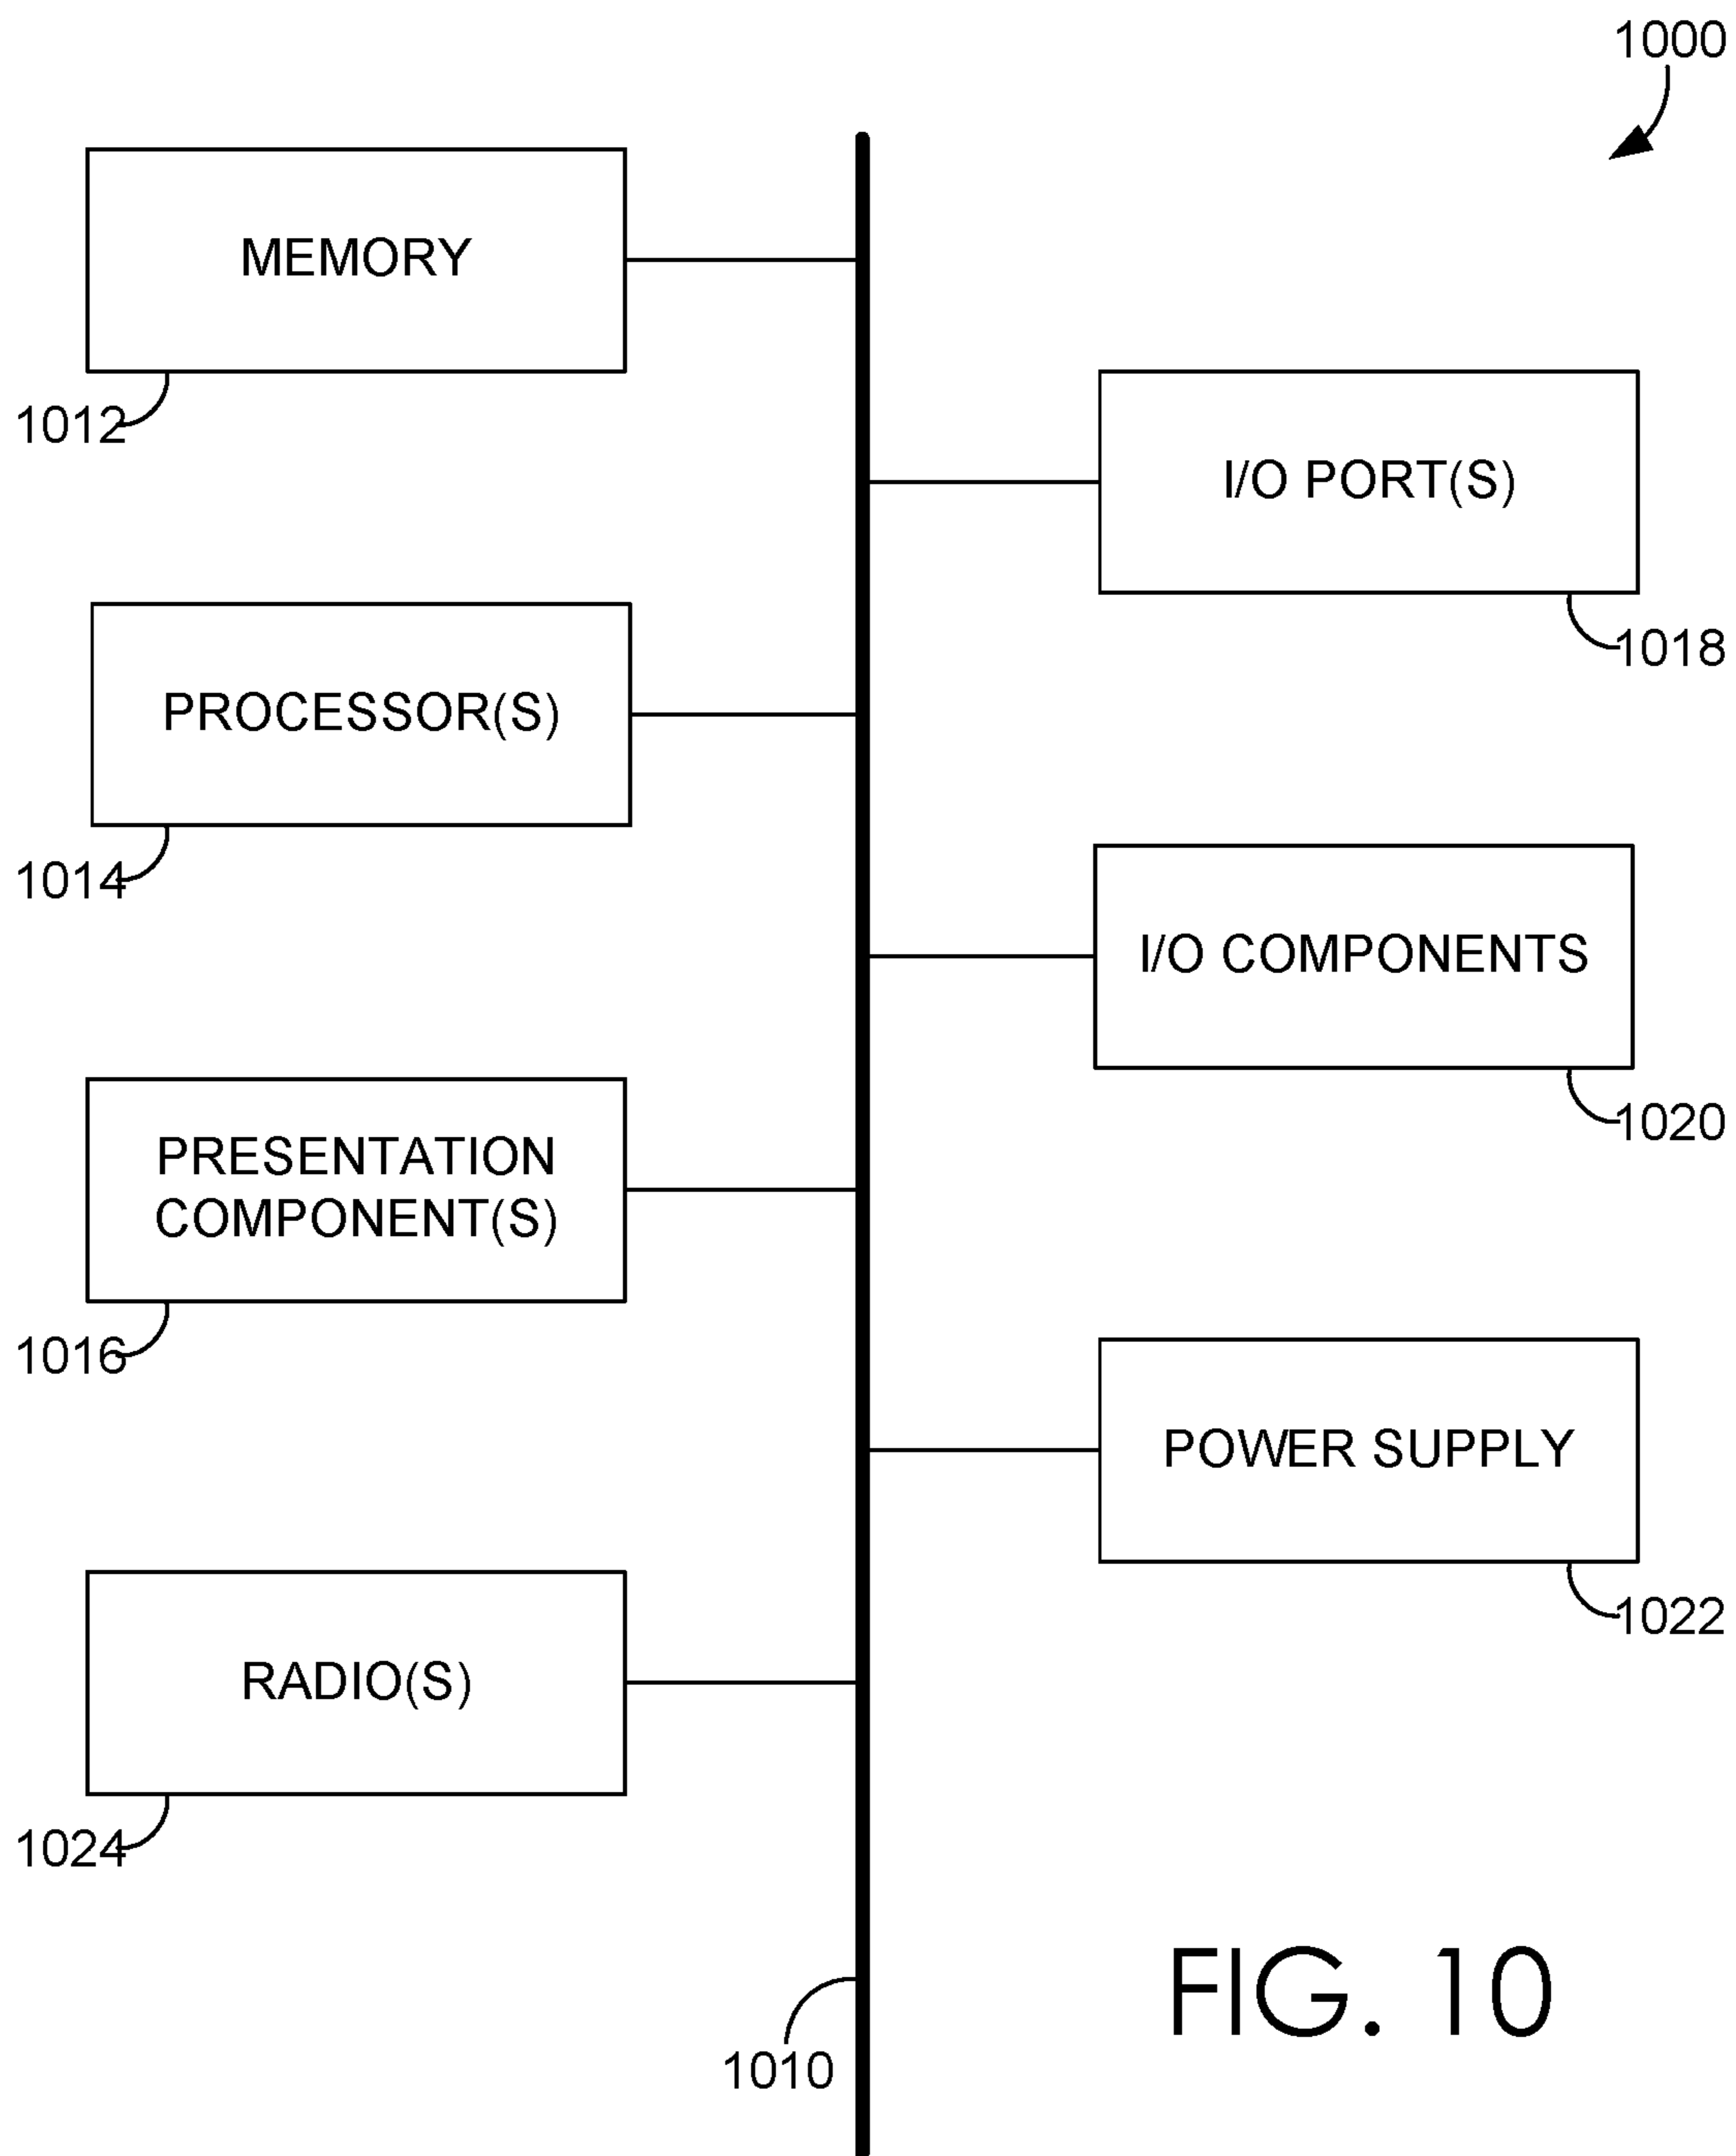 1000
MEMORY
1012
I/O PORT(S)
1018
PROCESSOR(S)
1014
I/O COMPONENTS
1020
PRESENTATION
COMPONENT(S)
1016
POWER SUPPLY
1022
RADIO(S)
1024
1010
FIG. 10